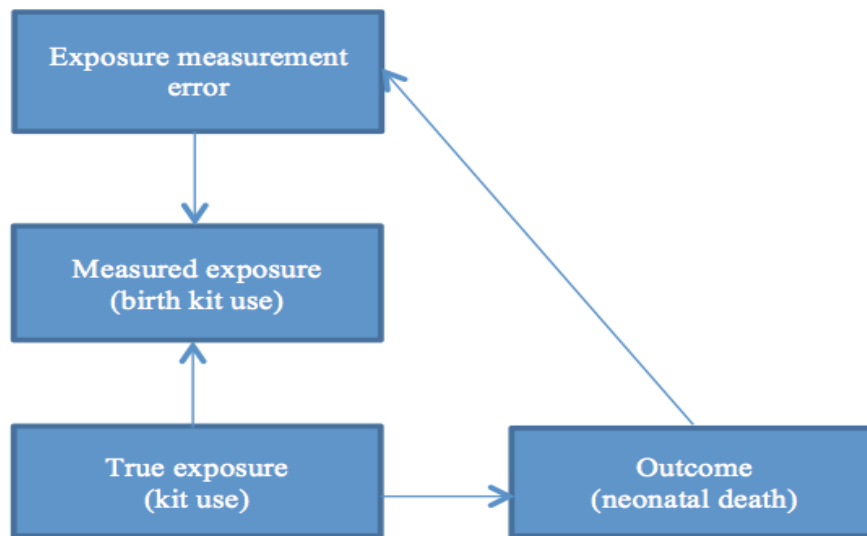 Exposure measurement
error
Measured exposure
(birth kit use)
True exposure
(kit use)
Outcome
(neonatal death)